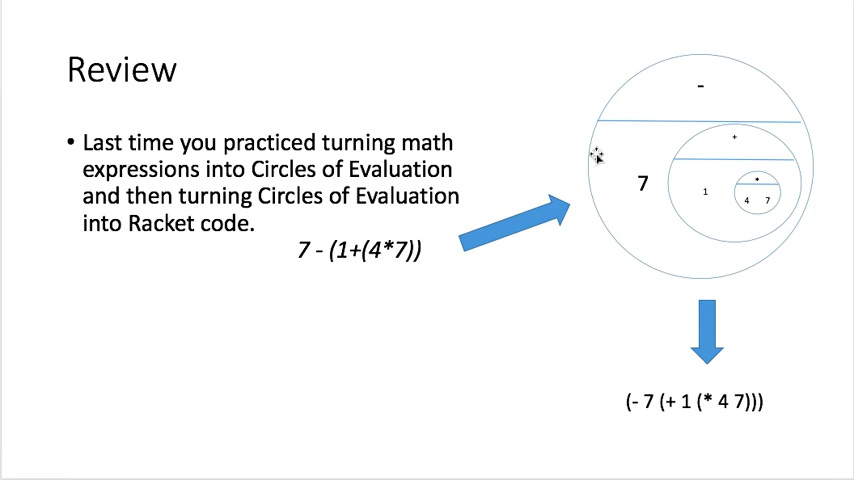 Review
• Last time you practiced turning math
expressions into Circles of Evaluation
and then turning Circles of Evaluation
into Racket code.
7 - (1+(4*7))
-
+
7
1
*
4 7
(- 7 (+ 1 (* 4 7)))